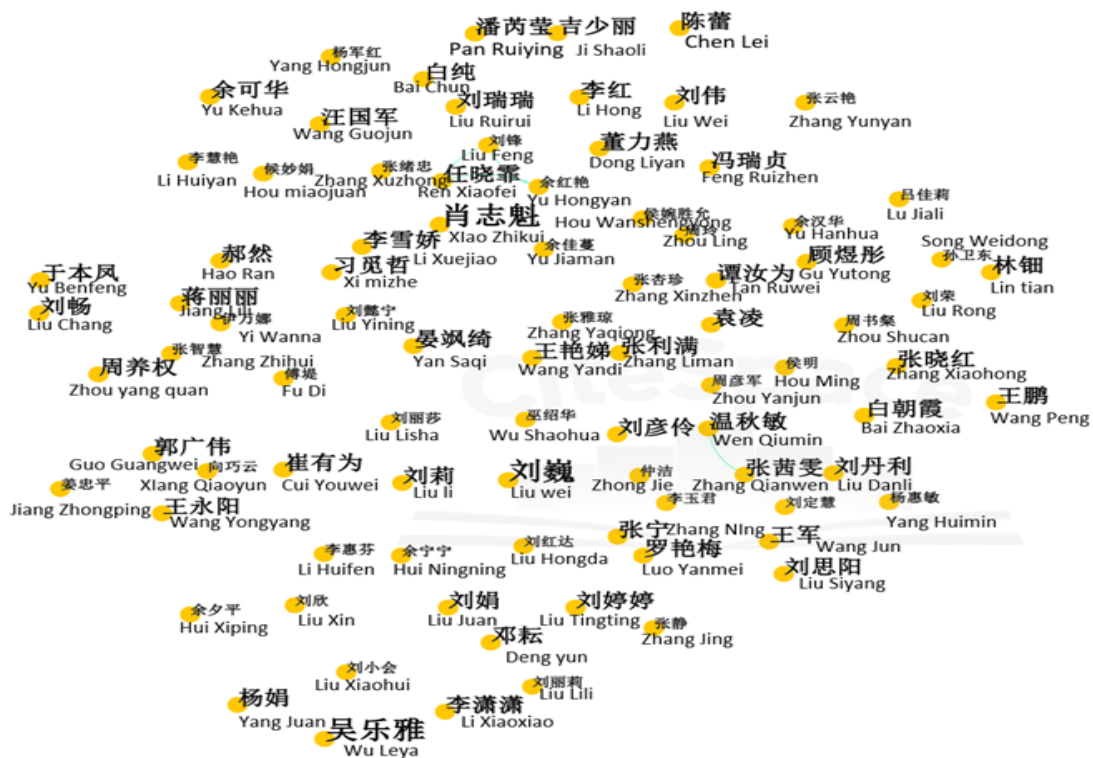 潘芮莹
Pan Ruiying
吉少丽
Ji Shaoli
陈蕾
Chen Lei
杨军红
Yang Hongjun
白纯
Bai Chun
余可华
Yu Kehua
刘瑞瑞
Liu Ruirui
李红
Li Hong
刘伟
Liu Wei
张云艳
Zhang Yunyan
汪国军
Wang Guojun
刘锋
Liu Feng
董力燕
Dong Liyan
李慧艳
Li Huiyan
候妙娟
Hou miaojuan
张绪忠
Zhang Xuzhong
任晓霏
Ren Xiaofei
余红艳
Yu Hongyan
冯瑞贞
Feng Ruizhen
吕佳莉
Lu Jiali
肖志魁
XIao Zhikui
侯婉胜允
Hou Wanshengyong
周玲
Zhou Ling
余汉华
Yu Hanhua
李雪娇
Li Xuejiao
余佳蔓
Yu Jiaman
郝然
Hao Ran
习觅哲
Xi mizhe
顾煜彤
Gu Yutong
Song Weidong
孙卫东
林钿
Lin tian
于本凤
Yu Benfeng
张杏珍
Zhang Xinzheh
谭汝为
Tan Ruwei
蒋丽丽
Jiang Lili
刘畅
Liu Chang
伊万娜
Yi Wanna
刘懿宁
Liu Yining
张雅琼
Zhang Yaqiong
袁凌
刘荣
Liu Rong
周书粲
Zhou Shucan
晏飒绮
Yan Saqi
张智慧
Zhang Zhihui
周养权
Zhou yang quan
傅堤
Fu Di
王艳娣
Wang Yandi
张利满
Zhang Liman
侯明
Hou Ming
张晓红
Zhang Xiaohong
周彦军
Zhou Yanjun
王鹏
Wang Peng
刘丽莎
Liu Lisha
巫绍华
Wu Shaohua
刘彦伶
温秋敏
Wen Qiumin
白朝霞
Bai Zhaoxia
郭广伟
Guo Guangwei
向巧云
XIang Qiaoyun
崔有为
Cui Youwei
姜忠平
Jiang Zhongping
王永阳
Wang Yongyang
刘莉
Liu li
刘巍
Liu wei
仲洁
Zhong Jie
张茜雯
Zhang Qianwen
刘丹利
Liu Danli
李玉君
刘定慧
杨惠敏
Yang Huimin
张宁
Zhang NIng
王军
Wang Jun
李惠芬
Li Huifen
余宁宁
Hui Ningning
刘红达
Liu Hongda
罗艳梅
Luo Yanmei
刘思阳
Liu Siyang
余夕平
Hui Xiping
刘欣
Liu Xin
刘娟
Liu Juan
刘婷婷
Liu Tingting
张静
Zhang Jing
邓耘
Deng yun
刘小会
Liu Xiaohui
刘丽莉
Liu Lili
杨娟
Yang Juan
李潇潇
Li Xiaoxiao
吴乐雅
Wu Leya
CiteSpace